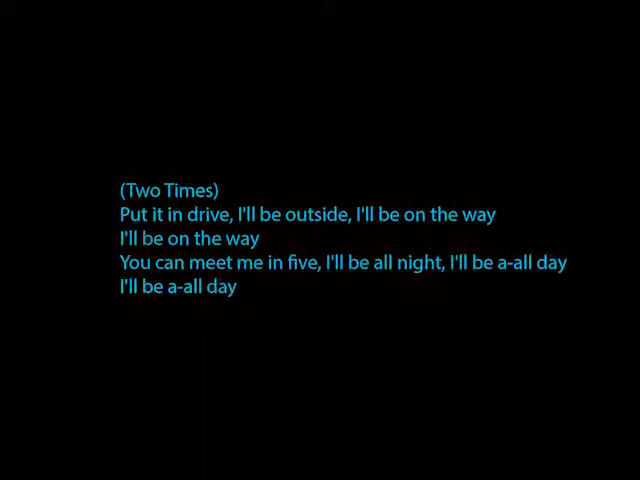 (Two Times)
Put it in drive, I'll be outside, I'll be on the way
I'll be on the way
You can meet me in five, I'll be all night, I'll be a-all day
I'll be a-all day